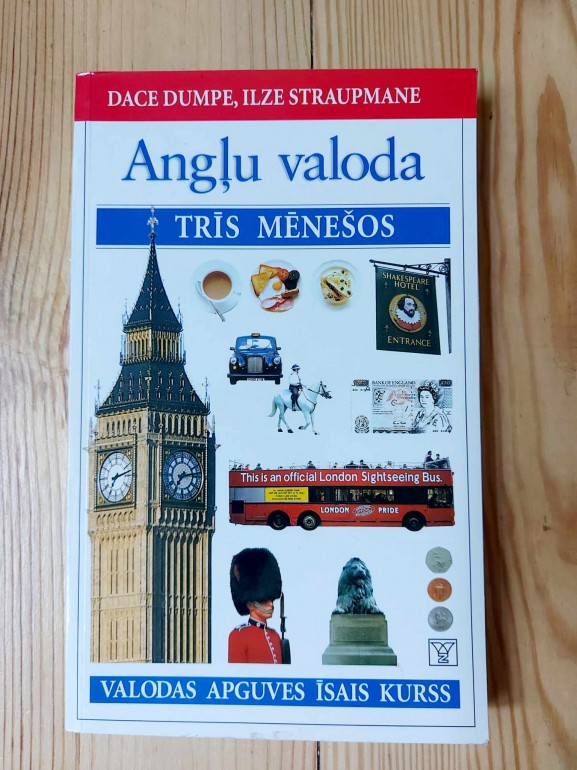 DACE DUMPE, ILZE STRAUPMANE
Angļu valoda
TRĪS MĒNEŠOS
SHAKESPEARE
HOTEL
ENTRANCE
BANK OF ENGLAND
This is an official London Sightseeing Bus.
LONDON PRIDE
VALODAS APGUVES ĪSAIS KURSS